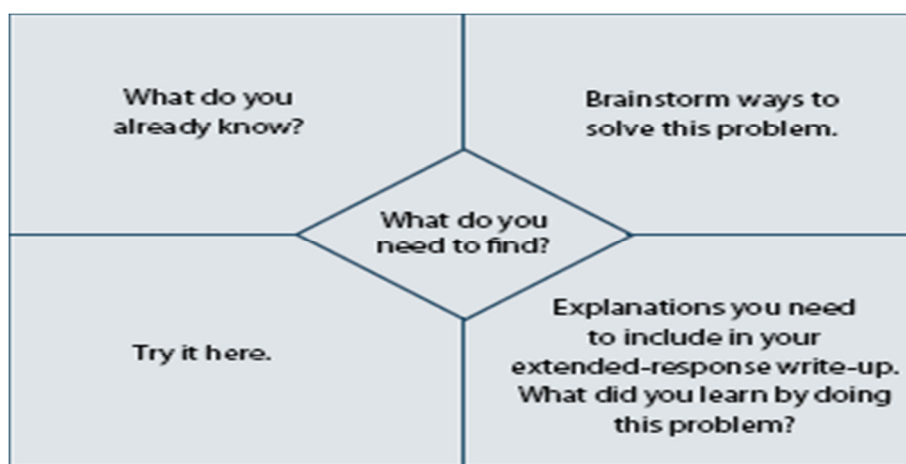 What do you
already know?
Brainstorm ways to
solve this problem.
What do you
need to find?
Try it here.
Explanations you need
to include in your
extended-response write-up.
What did you learn by doing
this problem?